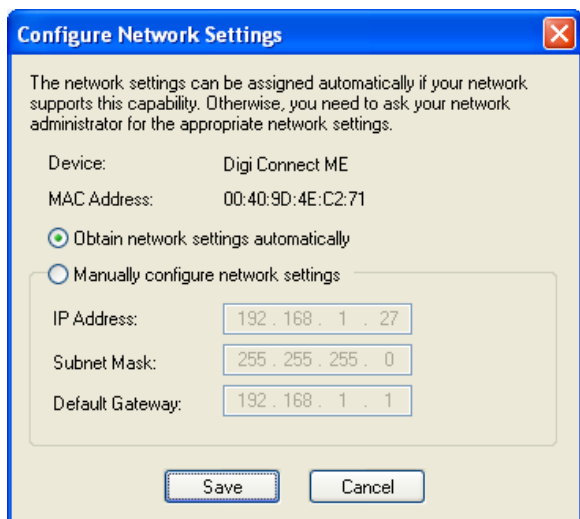 Configure Network Settings
The network settings can be assigned automatically if your network
supports this capability. Otherwise, you need to ask your network
administrator for the appropriate network settings.
Device: Digi Connect ME
MAC Address: 00:40:9D:4E:C2:71
Obtain network settings automatically
Manually configure network settings
IP Address: 192 . 168 . 1 . 27
Subnet Mask: 255 . 255 . 255 . 0
Default Gateway: 192 . 168 . 1 . 1
Save Cancel